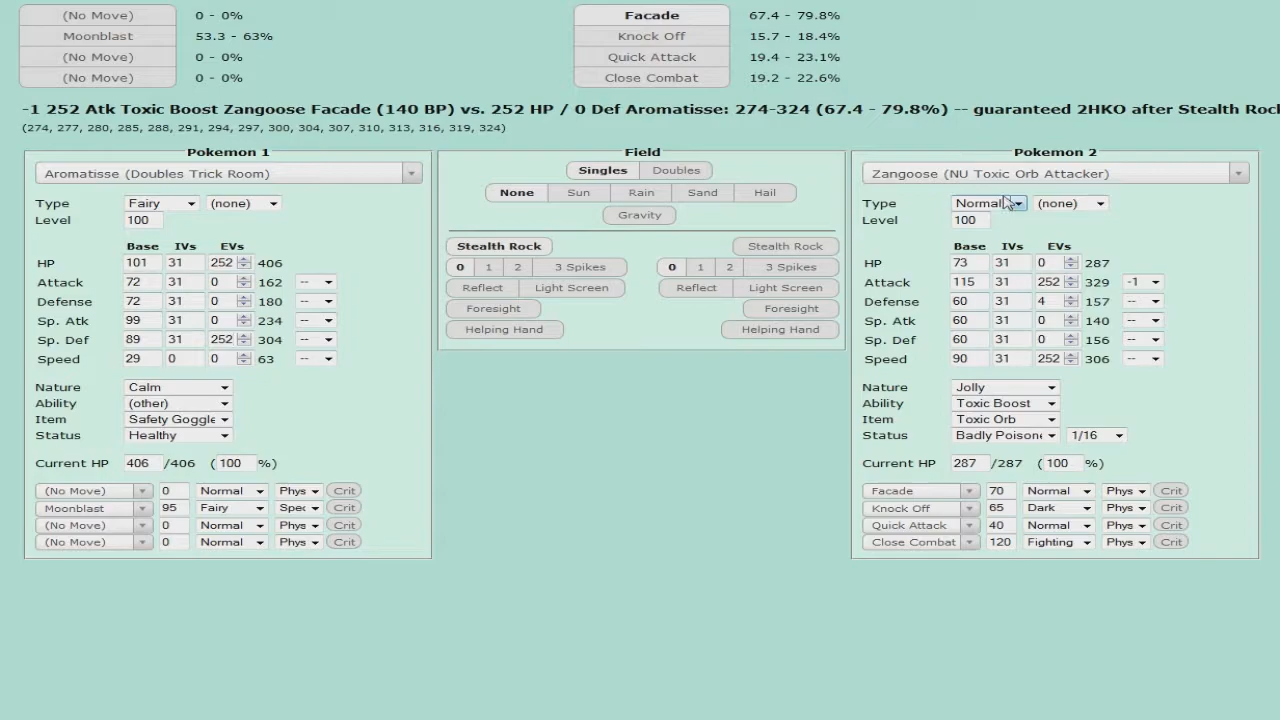 (No Move) 0 - 0% Facade 67.4 - 79.8%
Moonblast 53.3 - 63% Knock Off 15.7 - 18.4%
(No Move) 0 - 0% Quick Attack 19.4 - 23.1%
(No Move) 0 - 0% Close Combat 19.2 - 22.6%
-1 252 Atk Toxic Boost Zangoose Facade (140 BP) vs. 252 HP / 0 Def Aromatisse: 274-324 (67.4 - 79.8%) -- guaranteed 2HKO after Stealth Rock
(274, 277, 280, 285, 288, 291, 294, 297, 300, 304, 307, 310, 313, 316, 319, 324)
Pokemon 1
Aromatisse (Doubles Trick Room)
Type Fairy (none)
Level 100
Base IVs EVs
HP 101 31 252 406
Attack 72 31 0 162 --
Defense 72 31 0 180 --
Sp. Atk 99 31 0 234 --
Sp. Def 89 31 252 304 --
Speed 29 0 0 63 --
Nature Calm
Ability (other)
Item Safety Goggle
Status Healthy
Current HP 406 /406 ( 100 %)
(No Move) 0 Normal Phys Crit
Moonblast 95 Fairy Spec Crit
(No Move) 0 Normal Phys Crit
(No Move) 0 Normal Phys Crit
Field
Singles Doubles
None Sun Rain Sand Hail
Gravity
Stealth Rock Stealth Rock
0 1 2 3 Spikes 0 1 2 3 Spikes
Reflect Light Screen Reflect Light Screen
Foresight Foresight
Helping Hand Helping Hand
Pokemon 2
Zangoose (NU Toxic Orb Attacker)
Type Normal (none)
Level 100
Base IVs EVs
HP 73 31 0 287
Attack 115 31 252 329 -1
Defense 60 31 4 157 --
Sp. Atk 60 31 0 140 --
Sp. Def 60 31 0 156 --
Speed 90 31 252 306 --
Nature Jolly
Ability Toxic Boost
Item Toxic Orb
Status Badly Poisone 1/16
Current HP 287 /287 ( 100 %)
Facade 70 Normal Phys Crit
Knock Off 65 Dark Phys Crit
Quick Attack 40 Normal Phys Crit
Close Combat 120 Fighting Phys Crit